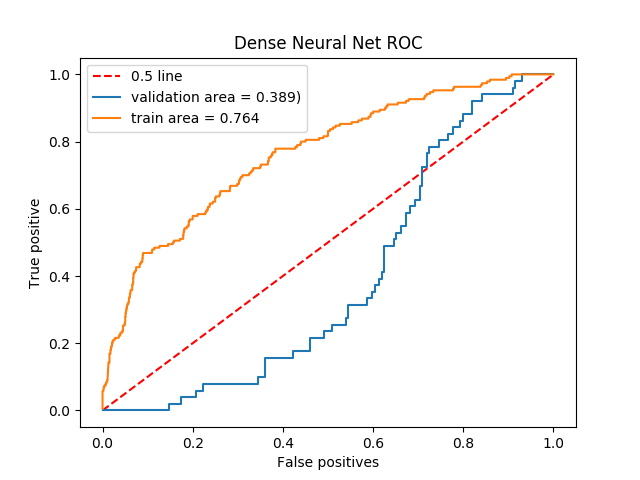 Dense Neural Net ROC
0.5 line
validation area = 0.389)
train area = 0.764
1.0
0.8
0.6
0.4
0.2
0.0
True positive
0.0 0.2 0.4 0.6 0.8 1.0
False positives